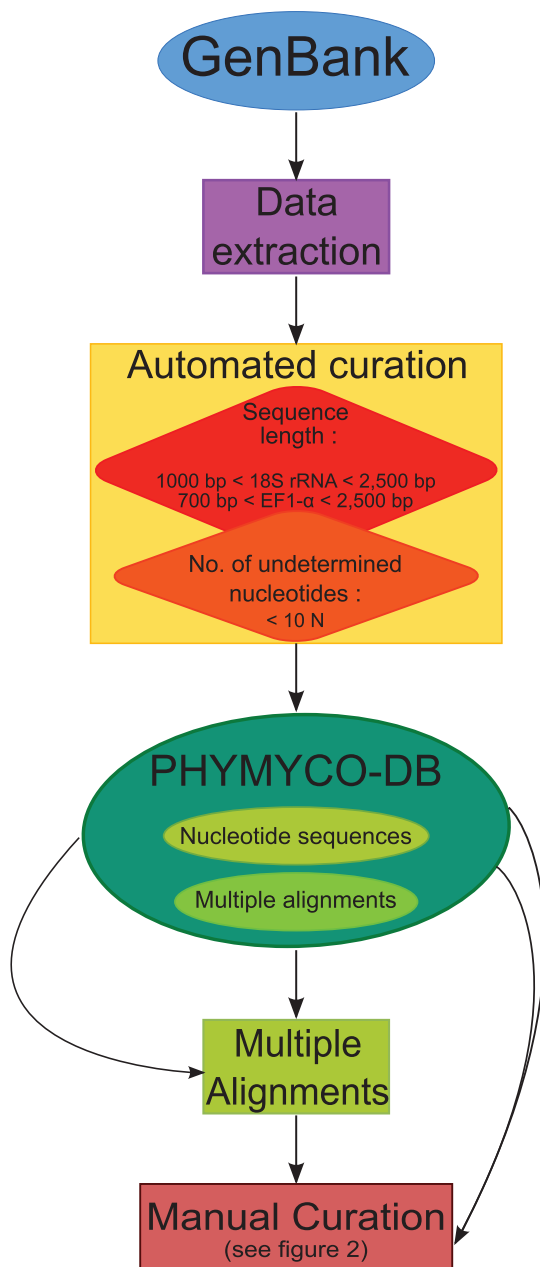 GenBank
Data
extraction
Automated curation
Sequence
length :
1000 bp < 18S rRNA < 2,500 bp
700 bp < EF1-α < 2,500 bp
No. of undetermined
nucleotides :
< 10 N
PHYMYCO-DB
Nucleotide sequences
Multiple alignments
Multiple
Alignments
Manual Curation
(see figure 2)